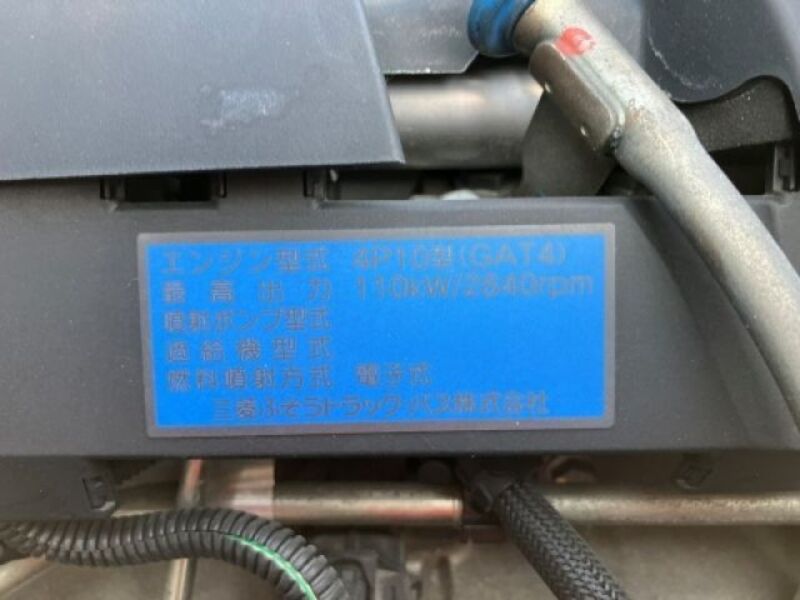 エンジン型式 4P10型(GAT4)
最高出力 110kW/2840rpm
噴射ポンプ型式
過給機型式
燃料噴射方式 電子式
三菱ふそうトラック・バス株式会社